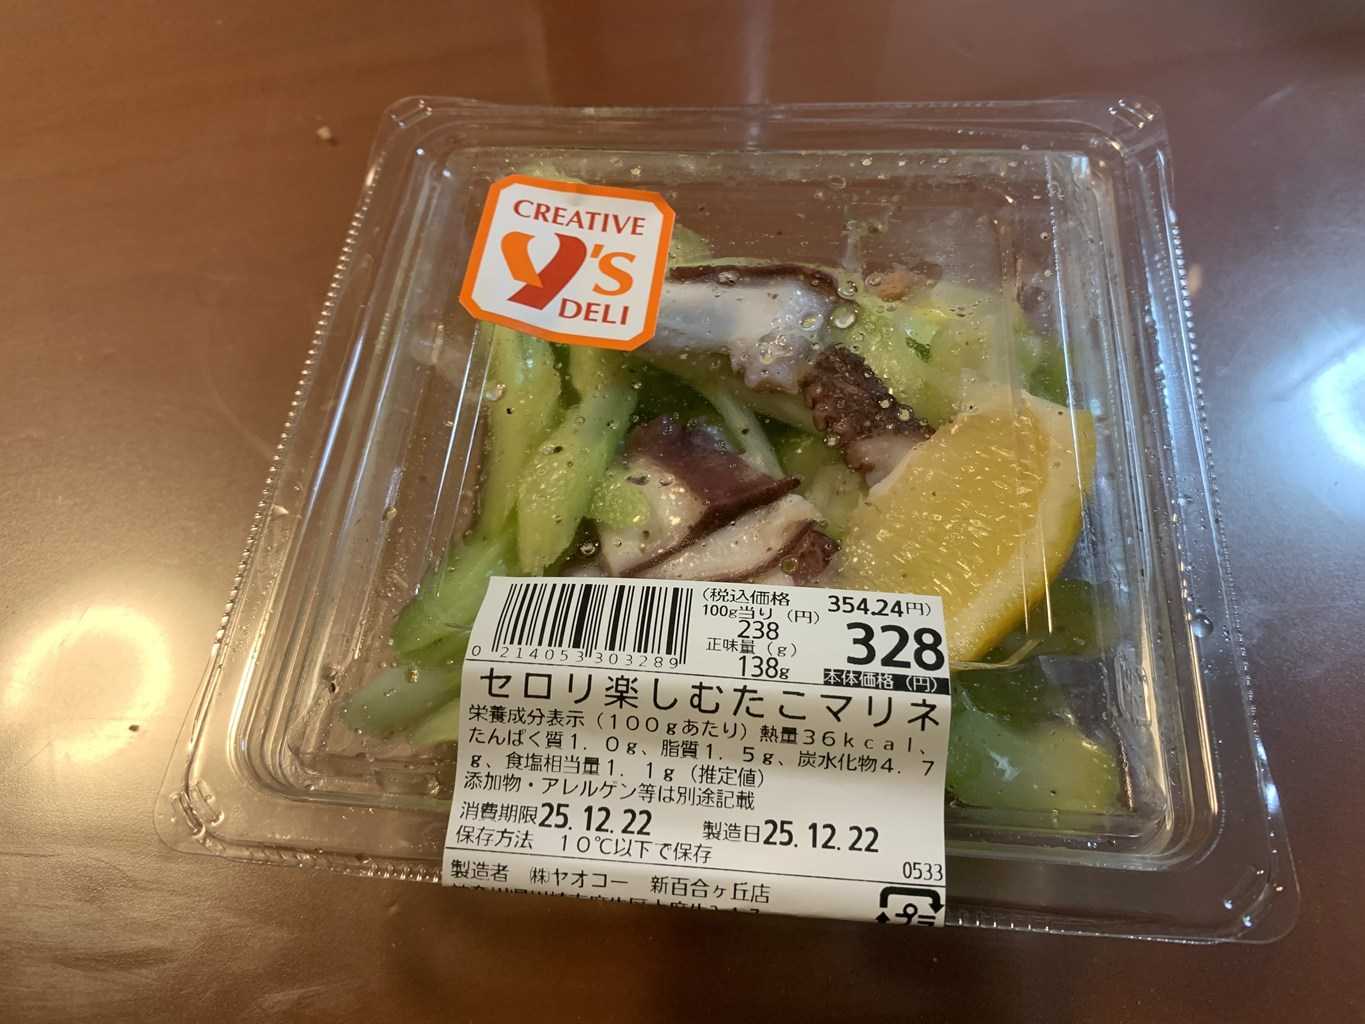 CREATIVE
y's
DELI
(税込価格 354.24円)
100g当り (円)
238
328
正味量 (g)
138g
本体価格 (円)
0 214053 303289
セロリ楽しむたこマリネ
栄養成分表示(100gあたり)熱量36kcal、
たんぱく質1.0g、脂質1.5g、炭水化物4.7
g、食塩相当量1.1g(推定値)
添加物・アレルゲン等は別途記載
消費期限25.12.22 製造日25.12.22
保存方法 10℃以下で保存
0533
製造者 ㈱ヤオコー 新百合ヶ丘店
プラ